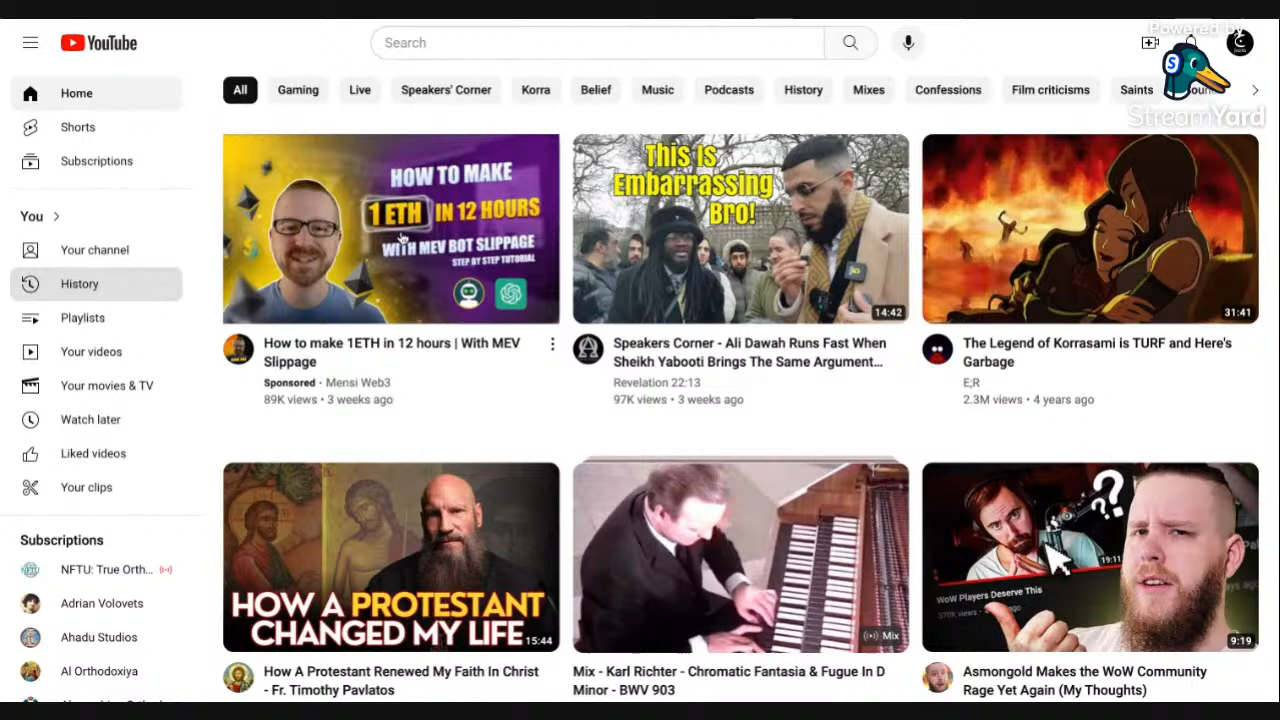 YouTube
Search
Powered by
StreamYard
Home
Shorts
Subscriptions
You
Your channel
History
Playlists
Your videos
Your movies & TV
Watch later
Liked videos
Your clips
Subscriptions
NFTU: True Orth...
Adrian Volovets
Ahadu Studios
Al Orthodoxiya
All
Gaming
Live
Speakers' Corner
Korra
Belief
Music
Podcasts
History
Mixes
Confessions
Film criticisms
Saints
HOW TO MAKE
1 ETH IN 12 HOURS
WITH MEV BOT SLIPPAGE
STEP BY STEP TUTORIAL
How to make 1ETH in 12 hours | With MEV
Slippage
Sponsored • Mensi Web3
89K views • 3 weeks ago
This Is
Embarrassing
Bro!
14:42
Speakers Corner - Ali Dawah Runs Fast When
Sheikh Yabooti Brings The Same Argument...
Revelation 22:13
97K views • 3 weeks ago
31:41
The Legend of Korrasami is TURF and Here's
Garbage
E;R
2.3M views • 4 years ago
HOW A PROTESTANT
CHANGED MY LIFE
15:44
How A Protestant Renewed My Faith In Christ
- Fr. Timothy Pavlatos
Mix
Mix - Karl Richter - Chromatic Fantasia & Fugue In D
Minor - BWV 903
?
19:11
WoW Players Deserve This
9:19
Asmongold Makes the WoW Community
Rage Yet Again (My Thoughts)